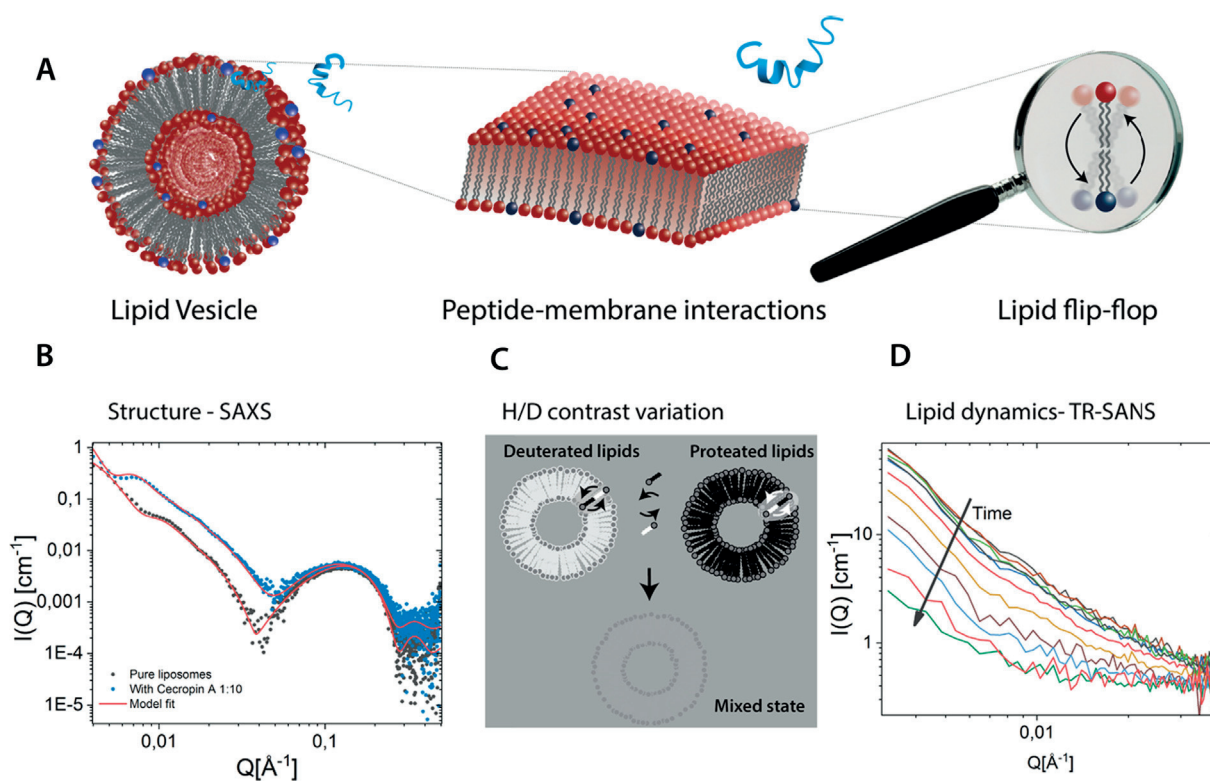 A
Lipid Vesicle
Peptide-membrane interactions
Lipid flip-flop
B
Structure - SAXS
1
0,1
0,01
0,001
1E-4
1E-5
I(Q) [cm⁻¹]
Pure liposomes
With Cecropin A 1:10
Model fit
0,01
0,1
Q[Å⁻¹]
C
H/D contrast variation
Deuterated lipids
Proteated lipids
Mixed state
D
Lipid dynamics- TR-SANS
Time
10
1
I(Q) [cm⁻¹]
0,01
Q[Å⁻¹]